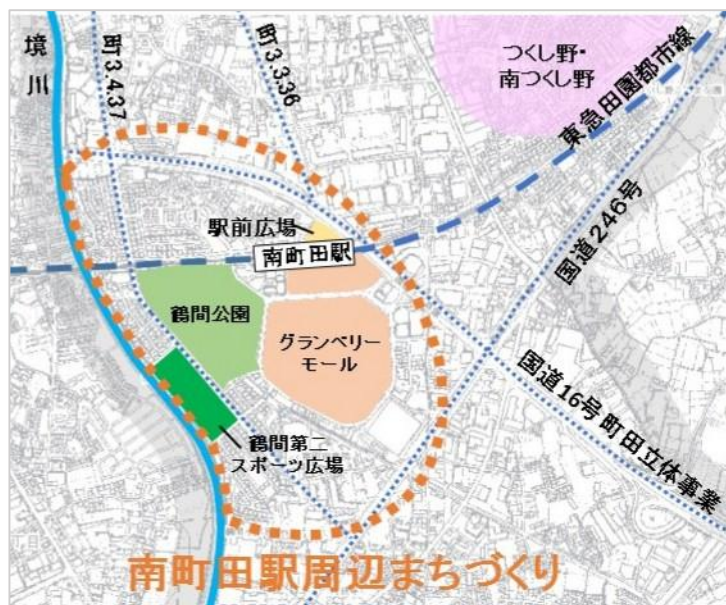 境川
町3.4.37
町3.3.36
つくし野・
南つくし野
東急田園都市線
駅前広場
南町田駅
国道246号
鶴間公園
グランベリー
モール
国道16号 町田立体事業
鶴間第二
スポーツ広場
南町田駅周辺まちづくり